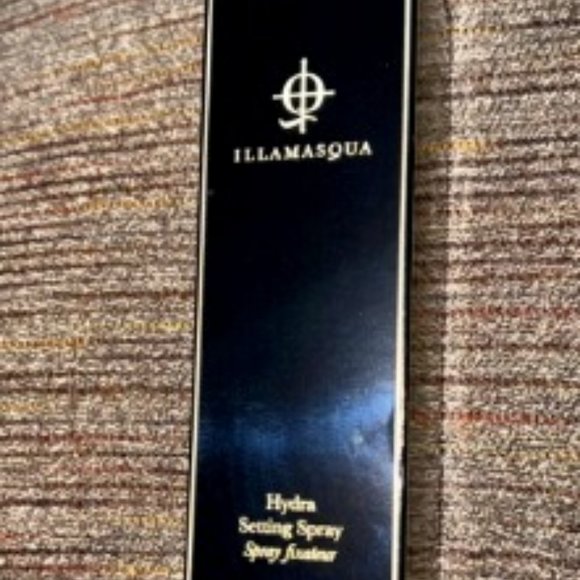 ILLAMASQUA
Hydra
Setting Spray
Spray fixateur